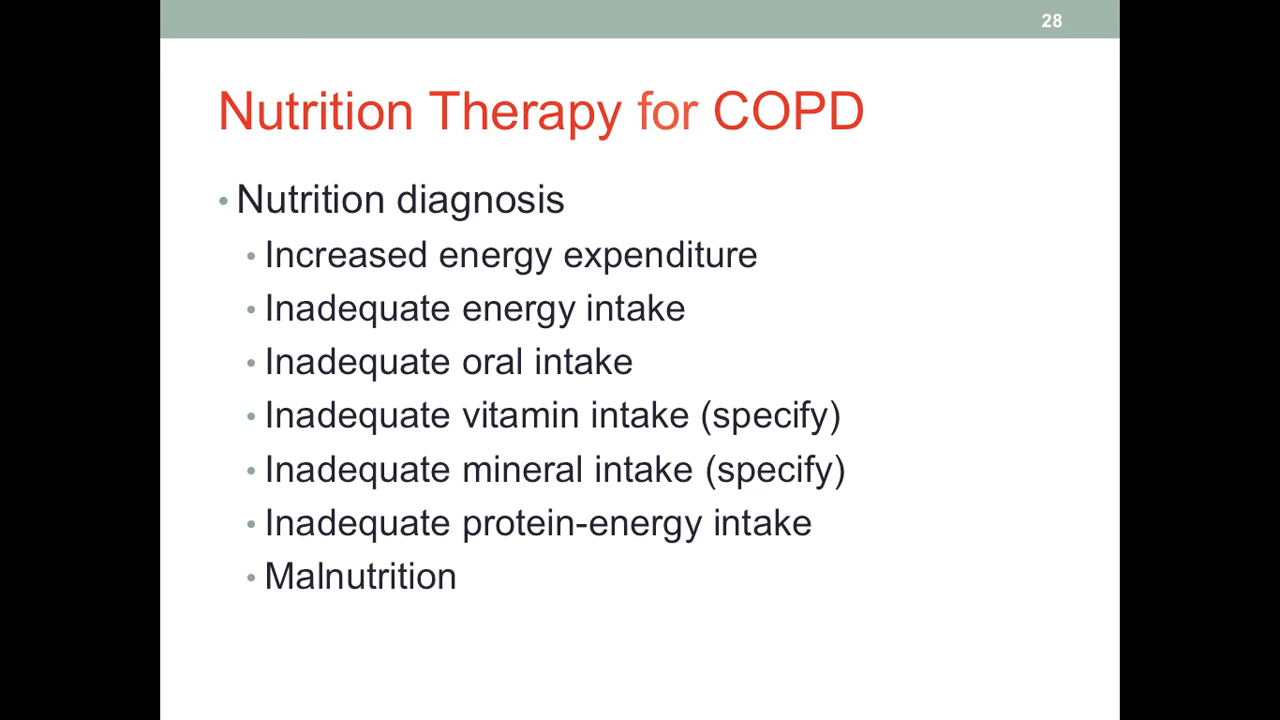 28
Nutrition Therapy for COPD
• Nutrition diagnosis
• Increased energy expenditure
• Inadequate energy intake
• Inadequate oral intake
• Inadequate vitamin intake (specify)
• Inadequate mineral intake (specify)
• Inadequate protein-energy intake
• Malnutrition